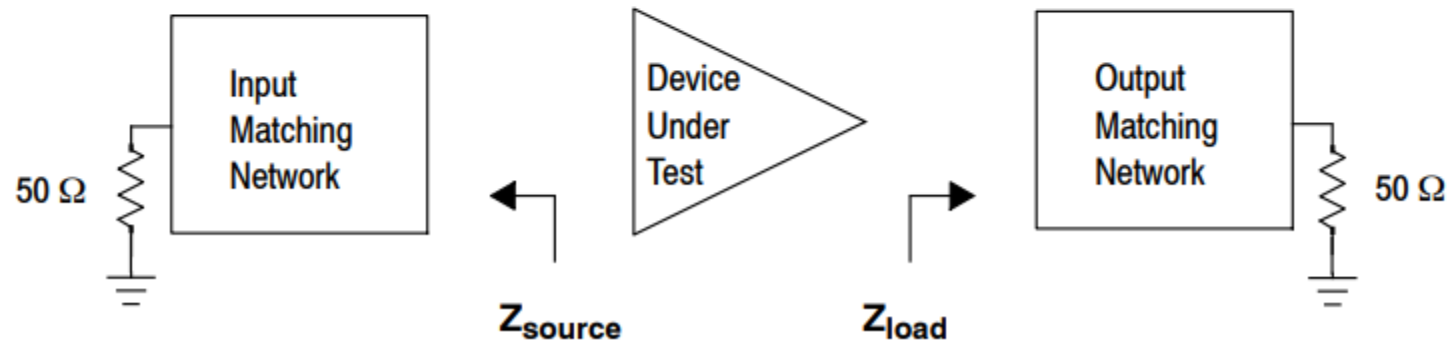 50 Ω
Input
Matching
Network
Device
Under
Test
Output
Matching
Network
50 Ω
Zsource
Zload